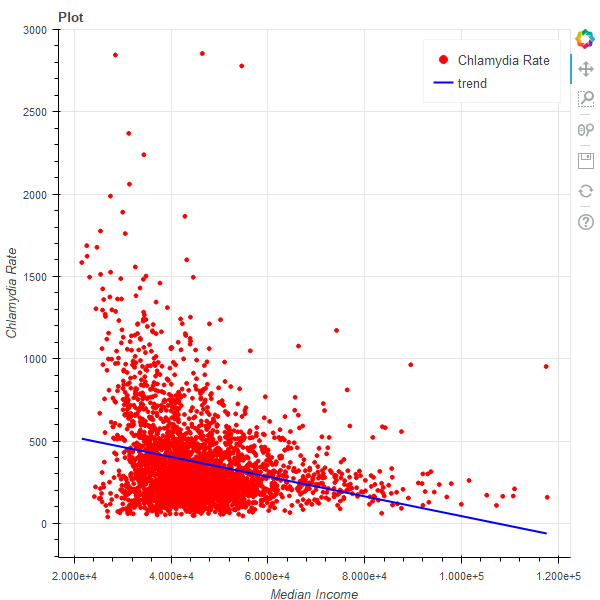 Plot
3000
2500
2000
1500
1000
500
0
Chlamydia Rate
Chlamydia Rate
trend
2.000e+4
4.000e+4
6.000e+4
8.000e+4
1.000e+5
1.200e+5
Median Income
?